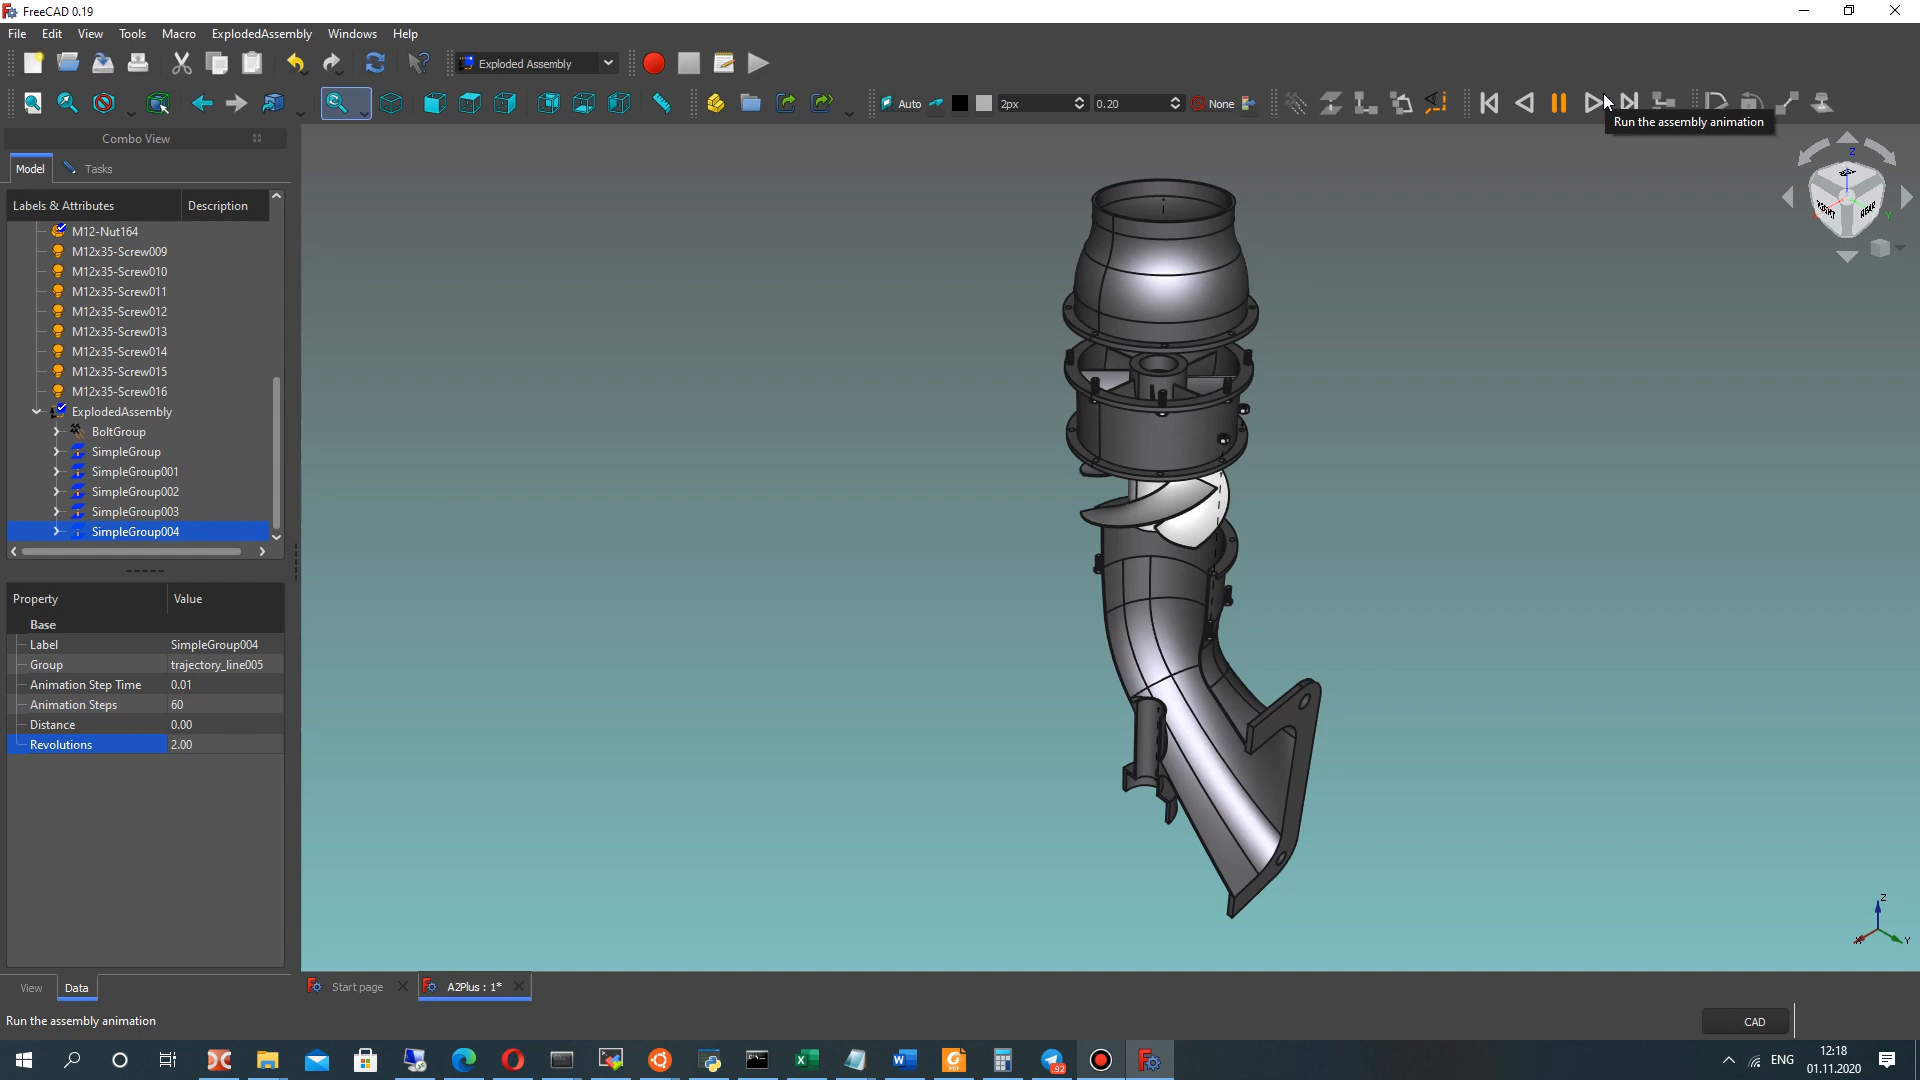 FreeCAD 0.19
File Edit View Tools Macro ExplodedAssembly Windows Help
Exploded Assembly
Auto 2px 0.20 None
Run the assembly animation
Combo View
Model Tasks
Labels & Attributes Description
M12-Nut164
M12x35-Screw009
M12x35-Screw010
M12x35-Screw011
M12x35-Screw012
M12x35-Screw013
M12x35-Screw014
M12x35-Screw015
M12x35-Screw016
ExplodedAssembly
BoltGroup
SimpleGroup
SimpleGroup001
SimpleGroup002
SimpleGroup003
SimpleGroup004
Property Value
Base
Label SimpleGroup004
Group trajectory_line005
Animation Step Time 0.01
Animation Steps 60
Distance 0.00
Revolutions 2.00
Z
RIGHT REAR
Z
X Y
View Data
Start page A2Plus : 1*
Run the assembly animation
CAD
92
ENG
12:18
01.11.2020